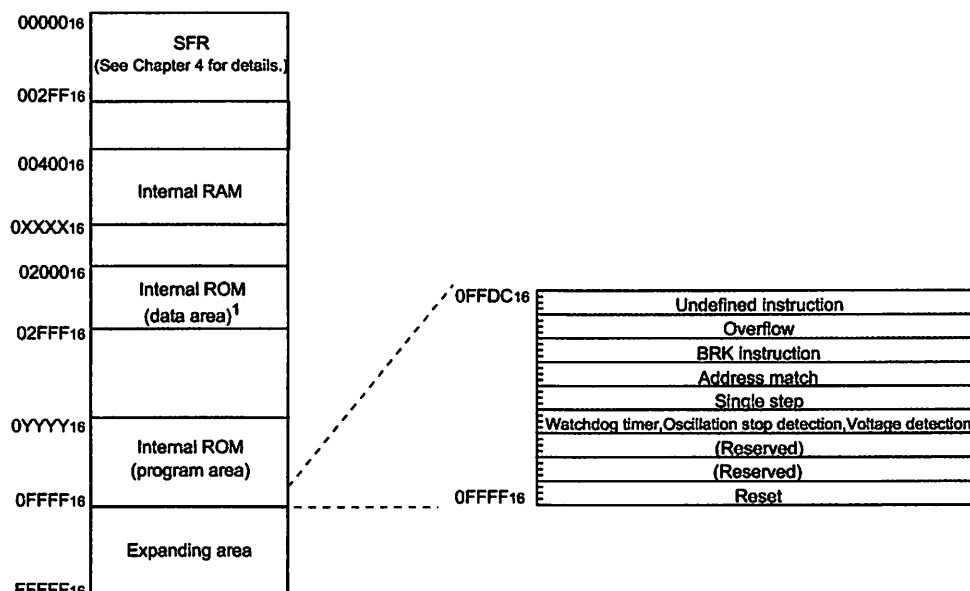 0000016
SFR
(See Chapter 4 for details.)
002FF16
0040016
Internal RAM
0XXXX16
0200016
Internal ROM
(data area)1
02FFF16
0YYYY16
Internal ROM
(program area)
0FFFF16
Expanding area
FFFFF16
0FFDC16
Undefined instruction
Overflow
BRK instruction
Address match
Single step
Watchdog timer,Oscillation stop detection,Voltage detection
(Reserved)
(Reserved)
Reset
0FFFF16